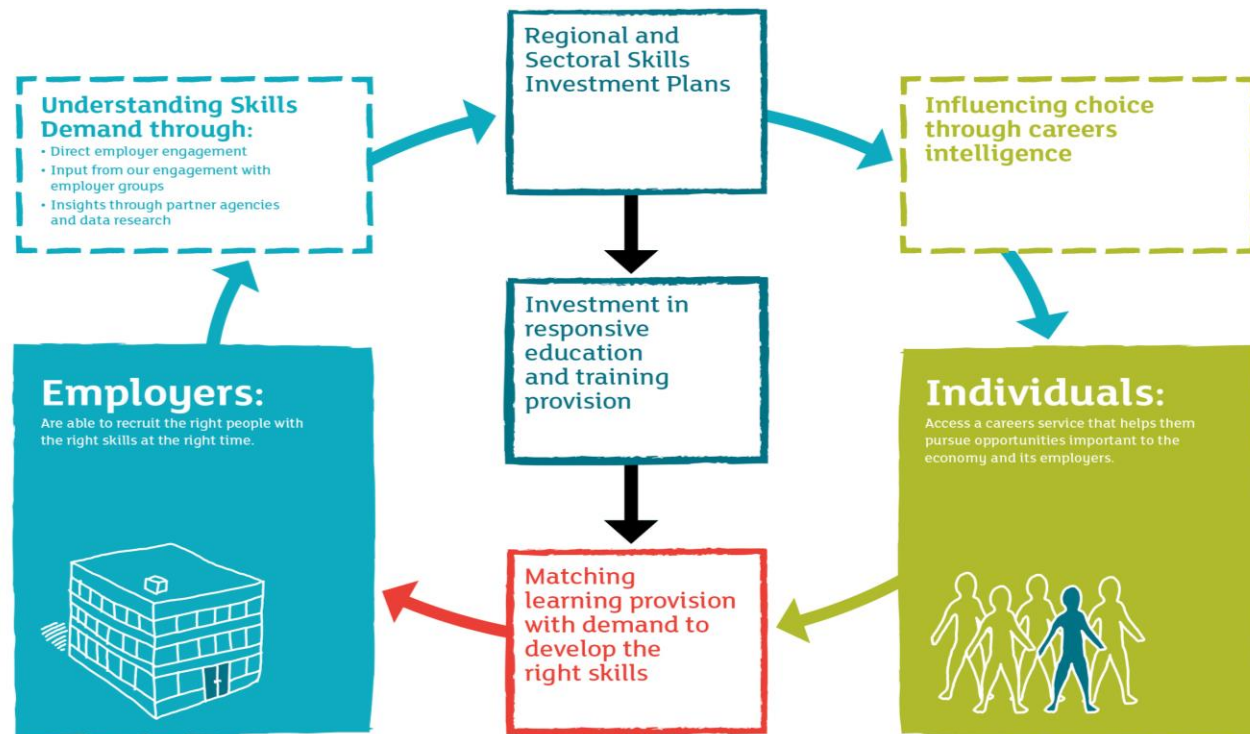 Regional and
Sectoral Skills
Investment Plans
Understanding Skills
Demand through:
• Direct employer engagement
• Input from our engagement with
employer groups
• Insights through partner agencies
and data research
Influencing choice
through careers
intelligence
Investment in
responsive
education
and training
provision
Employers:
Are able to recruit the right people with
the right skills at the right time.
Individuals:
Access a careers service that helps them
pursue opportunities important to the
economy and its employers.
Matching
learning provision
with demand to
develop the
right skills